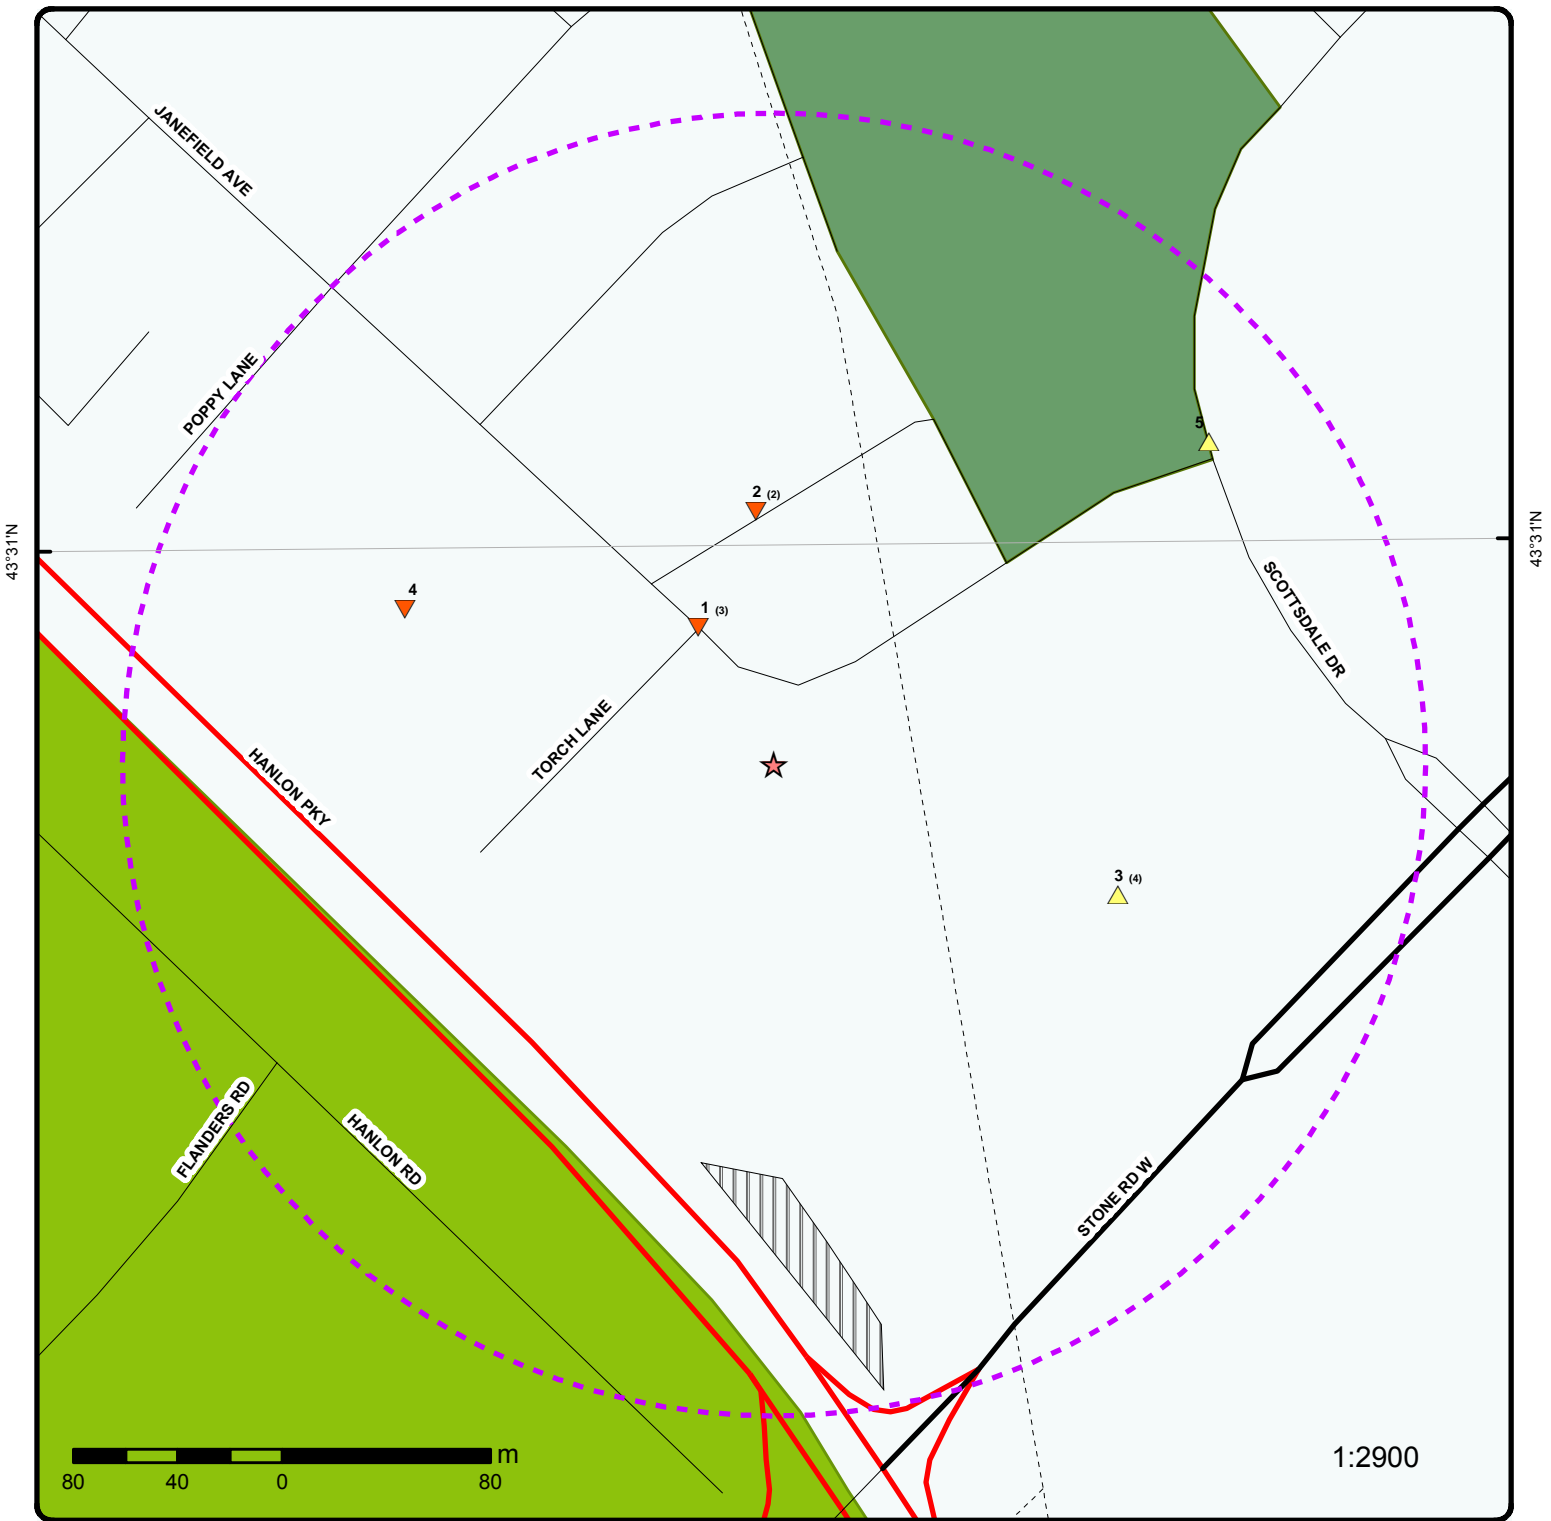 JANEFIELD AVE
POPPY LANE
5
2 (2)
43°31'N
43°31'N
4
1 (3)
SCOTTSDALE DR
TORCH LANE
HANLON PKY
3 (4)
FLANDERS RD
HANLON RD
STONE RD W
m
80 40 0 80
1:2900